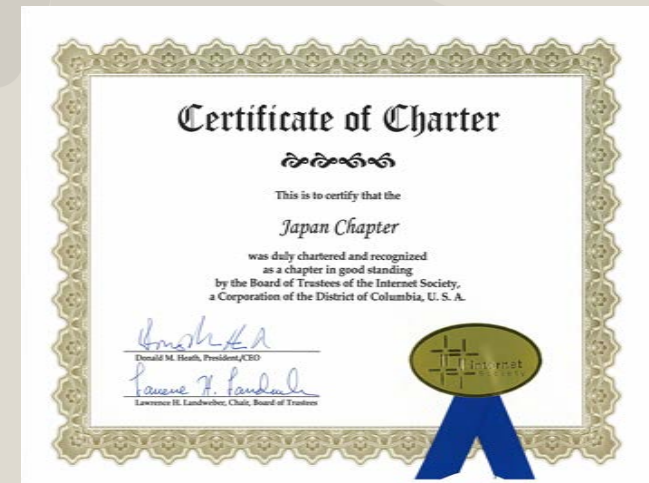 Certificate of Charter
This is to certify that the
Japan Chapter
was duly chartered and recognized
as a chapter in good standing
by the Board of Trustees of the Internet Society,
a Corporation of the District of Columbia, U. S. A.
Donald M. Heath, President/CEO
Lawrence H. Landweber, Chair, Board of Trustees
Internet
Society